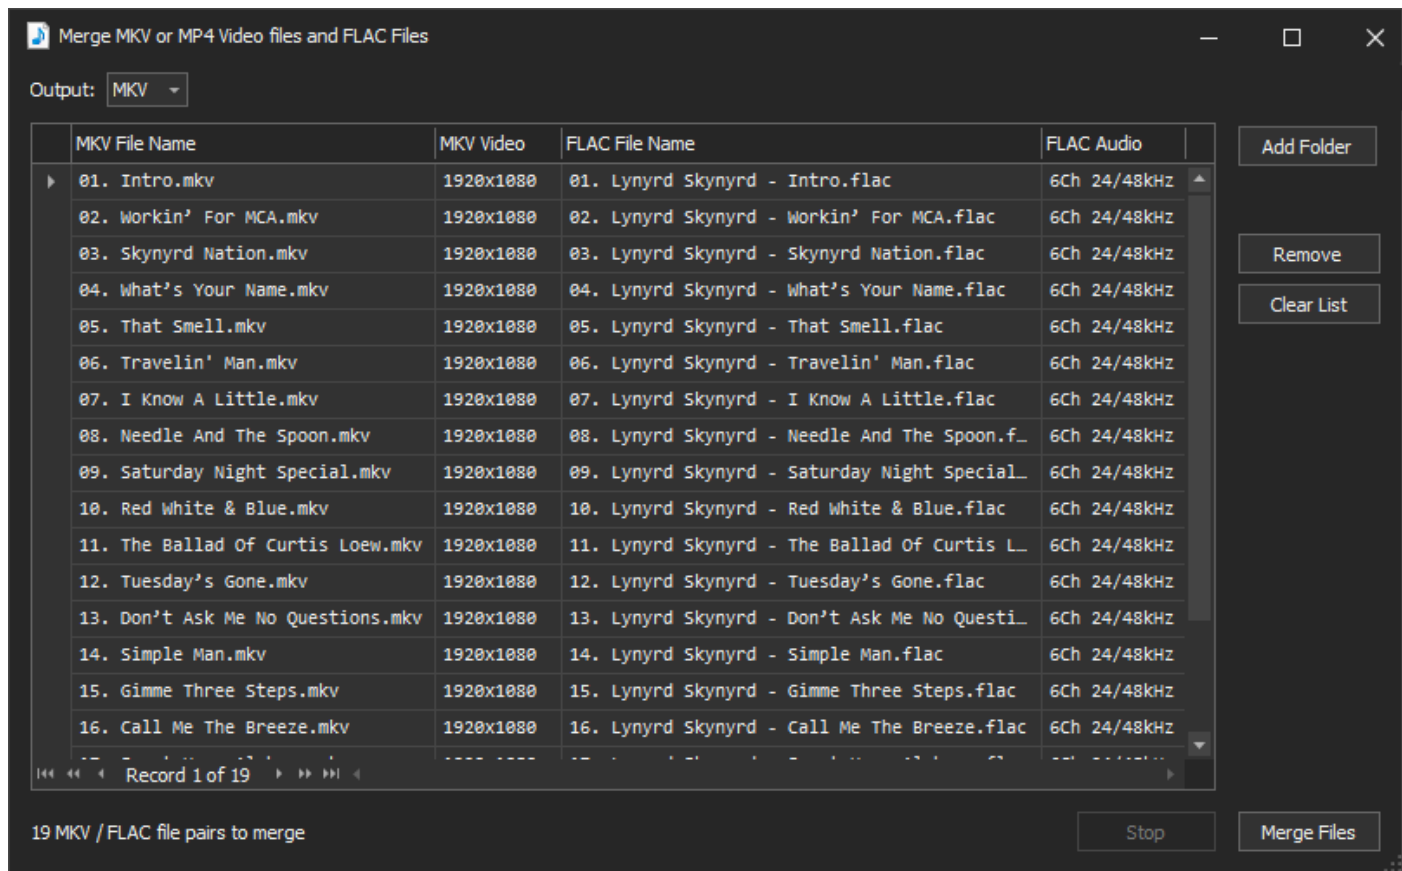 Merge MKV or MP4 Video files and FLAC Files
Output: MKV
MKV File Name MKV Video FLAC File Name FLAC Audio
Add Folder
01. Intro.mkv 1920x1080 01. Lynyrd Skynyrd - Intro.flac 6Ch 24/48kHz
02. Workin’ For MCA.mkv 1920x1080 02. Lynyrd Skynyrd - Workin’ For MCA.flac 6Ch 24/48kHz
03. Skynyrd Nation.mkv 1920x1080 03. Lynyrd Skynyrd - Skynyrd Nation.flac 6Ch 24/48kHz
Remove
04. What’s Your Name.mkv 1920x1080 04. Lynyrd Skynyrd - What’s Your Name.flac 6Ch 24/48kHz
Clear List
05. That Smell.mkv 1920x1080 05. Lynyrd Skynyrd - That Smell.flac 6Ch 24/48kHz
06. Travelin' Man.mkv 1920x1080 06. Lynyrd Skynyrd - Travelin' Man.flac 6Ch 24/48kHz
07. I Know A Little.mkv 1920x1080 07. Lynyrd Skynyrd - I Know A Little.flac 6Ch 24/48kHz
08. Needle And The Spoon.mkv 1920x1080 08. Lynyrd Skynyrd - Needle And The Spoon.f… 6Ch 24/48kHz
09. Saturday Night Special.mkv 1920x1080 09. Lynyrd Skynyrd - Saturday Night Special… 6Ch 24/48kHz
10. Red White & Blue.mkv 1920x1080 10. Lynyrd Skynyrd - Red White & Blue.flac 6Ch 24/48kHz
11. The Ballad Of Curtis Loew.mkv 1920x1080 11. Lynyrd Skynyrd - The Ballad Of Curtis L… 6Ch 24/48kHz
12. Tuesday’s Gone.mkv 1920x1080 12. Lynyrd Skynyrd - Tuesday’s Gone.flac 6Ch 24/48kHz
13. Don’t Ask Me No Questions.mkv 1920x1080 13. Lynyrd Skynyrd - Don’t Ask Me No Questi… 6Ch 24/48kHz
14. Simple Man.mkv 1920x1080 14. Lynyrd Skynyrd - Simple Man.flac 6Ch 24/48kHz
15. Gimme Three Steps.mkv 1920x1080 15. Lynyrd Skynyrd - Gimme Three Steps.flac 6Ch 24/48kHz
16. Call Me The Breeze.mkv 1920x1080 16. Lynyrd Skynyrd - Call Me The Breeze.flac 6Ch 24/48kHz
Record 1 of 19
19 MKV / FLAC file pairs to merge
Stop
Merge Files